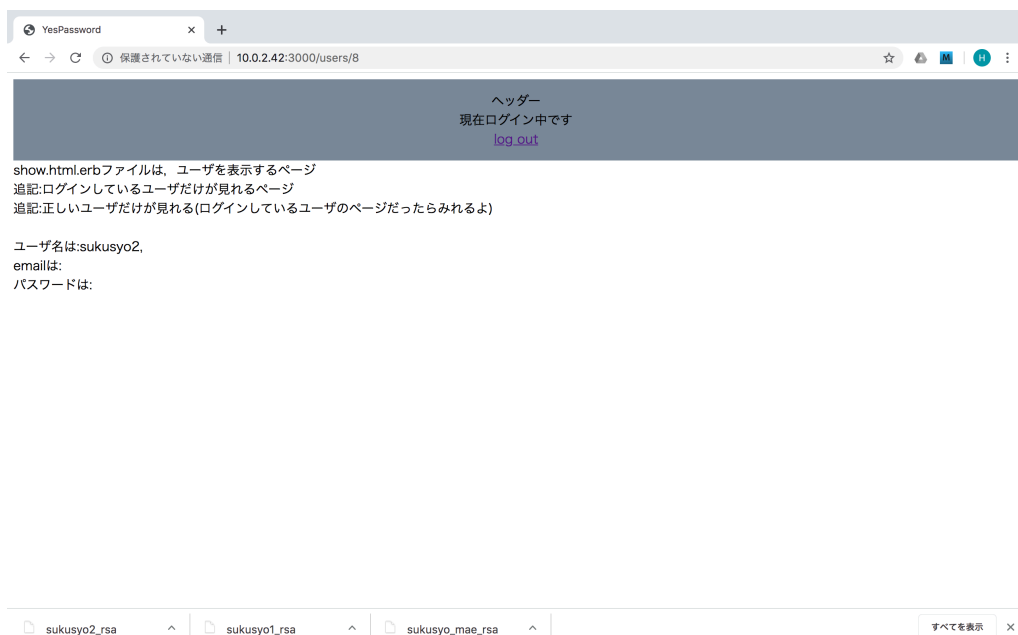 YesPassword
保護されていない通信 | 10.0.2.42:3000/users/8
M
H
ヘッダー
現在ログイン中です
log out
show.html.erbファイルは，ユーザを表示するページ
追記:ログインしているユーザだけが見れるページ
追記:正しいユーザだけが見れる(ログインしているユーザのページだったらみれるよ)
ユーザ名は:sukusyo2,
emailは:
パスワードは:
sukusyo2_rsa
sukusyo1_rsa
sukusyo_mae_rsa
すべてを表示